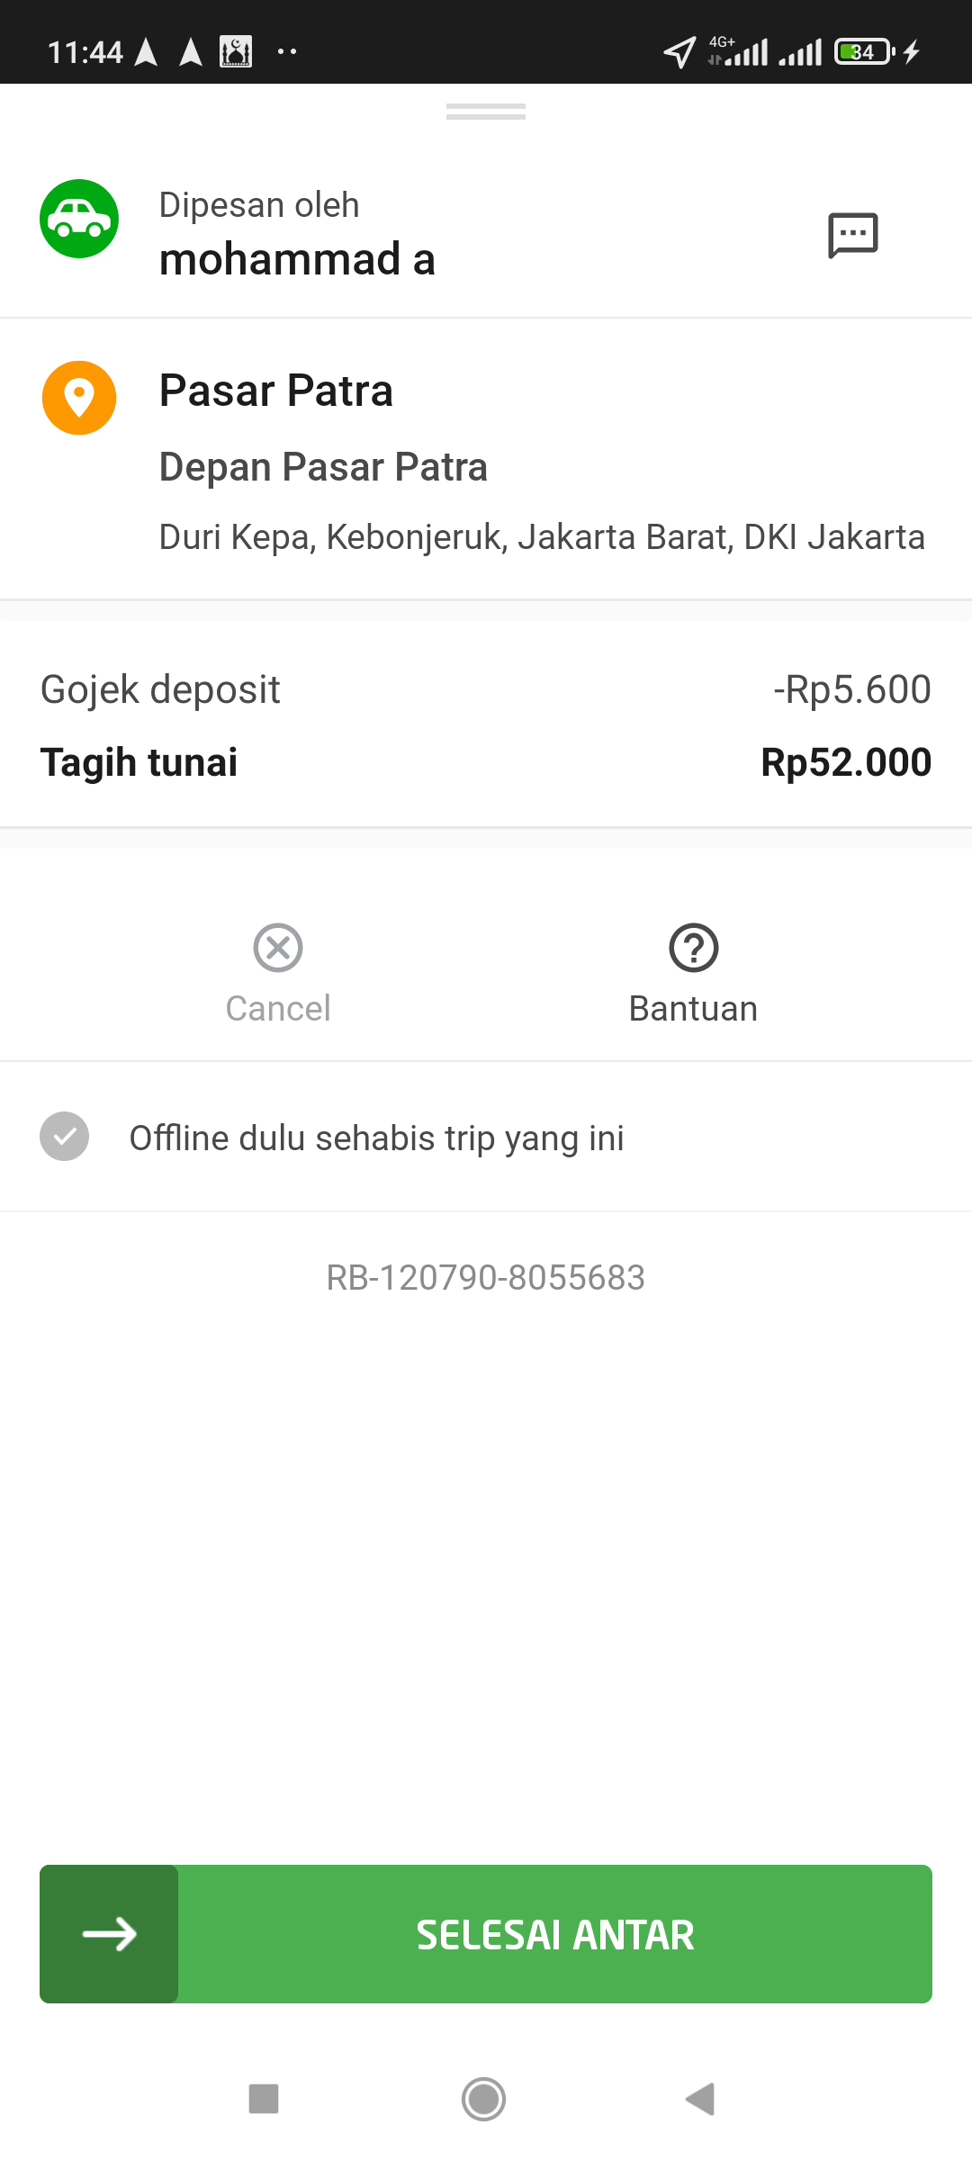 11:44
4G+
34
Dipesan oleh
mohammad a
Pasar Patra
Depan Pasar Patra
Duri Kepa, Kebonjeruk, Jakarta Barat, DKI Jakarta
Gojek deposit -Rp5.600
Tagih tunai Rp52.000
Cancel Bantuan
Offline dulu sehabis trip yang ini
RB-120790-8055683
SELESAI ANTAR